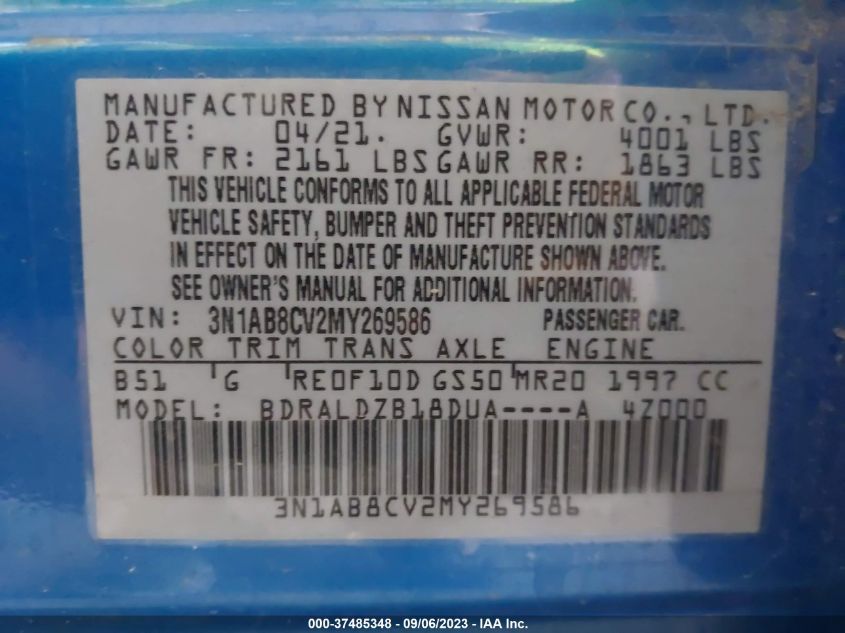 MANUFACTURED BY NISSAN MOTOR CO., LTD.
DATE: 04/21. GVWR: 4001 LBS
GAWR FR: 2161 LBS GAWR RR: 1863 LBS
THIS VEHICLE CONFORMS TO ALL APPLICABLE FEDERAL MOTOR
VEHICLE SAFETY, BUMPER AND THEFT PREVENTION STANDARDS
IN EFFECT ON THE DATE OF MANUFACTURE SHOWN ABOVE.
SEE OWNER'S MANUAL FOR ADDITIONAL INFORMATION.
VIN: 3N1AB8CV2MY269586 PASSENGER CAR.
COLOR TRIM TRANS AXLE ENGINE
B51 G RE0F10D GS50 MR20 1997 CC
MODEL: BDRALDZB18DUA----A 4Z000
3N1AB8CV2MY269586
000-37485348 - 09/06/2023 - IAA Inc.